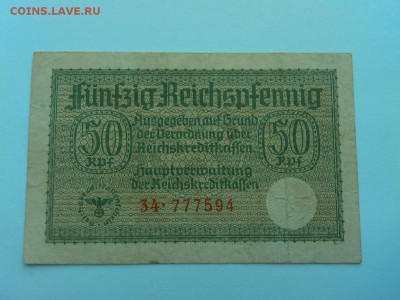 COINS.LAVE.RU
Fünfzig Reichspfennig
50 Rpf
Ausgegeben auf Grund
der Verordnung über
Reichskreditkassen
50 Rpf
Hauptverwaltung
der Reichskreditkassen
34· 777594